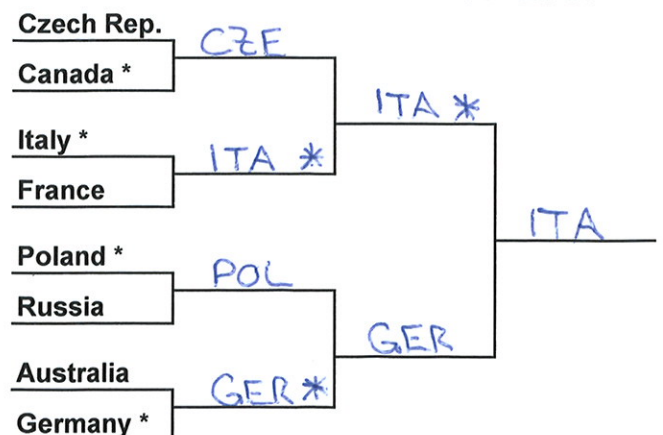 Czech Rep.
CZE
Canada *
ITA *
Italy *
ITA *
France
ITA
Poland *
POL
Russia
GER
Australia
GER *
Germany *